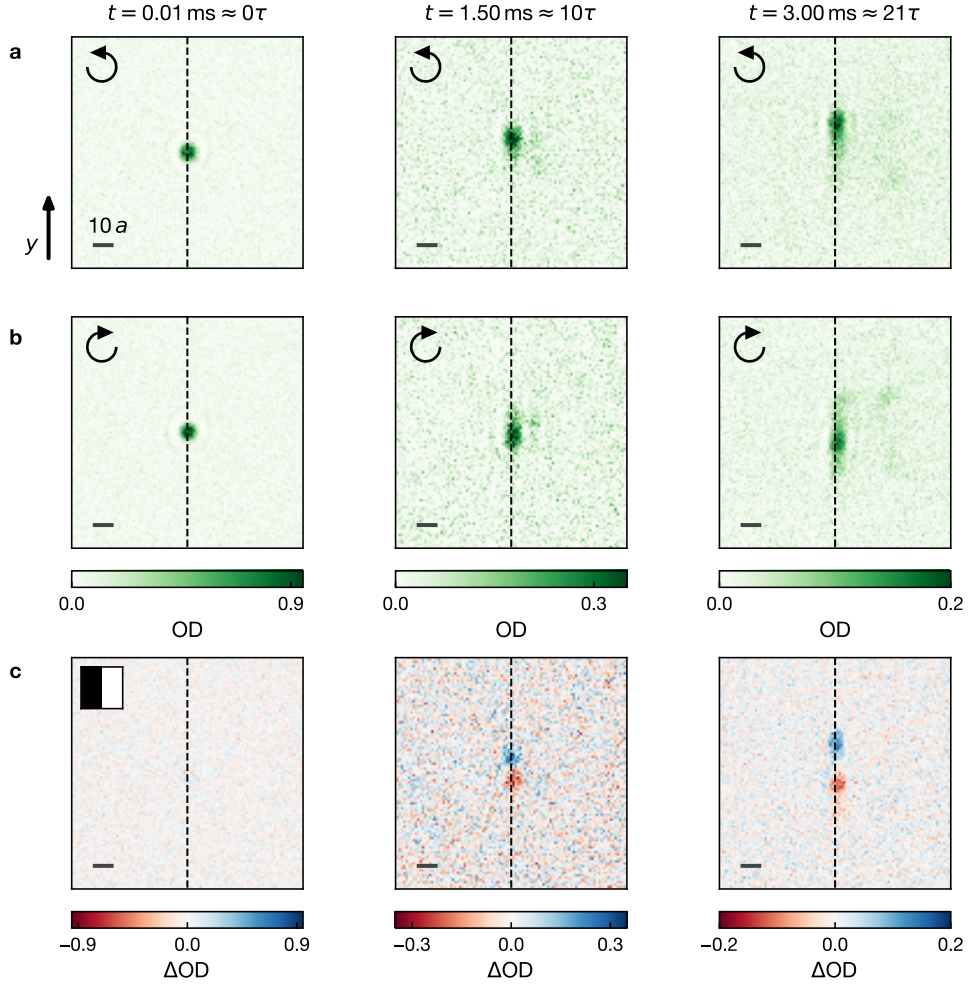 t = 0.01 ms ≈ 0τ
t = 1.50 ms ≈ 10τ
t = 3.00 ms ≈ 21τ
a
y
10 a
b
0.0 0.9
OD
0.0 0.3
OD
0.0 0.2
OD
c
−0.9 0.0 0.9
ΔOD
−0.3 0.0 0.3
ΔOD
−0.2 0.0 0.2
ΔOD